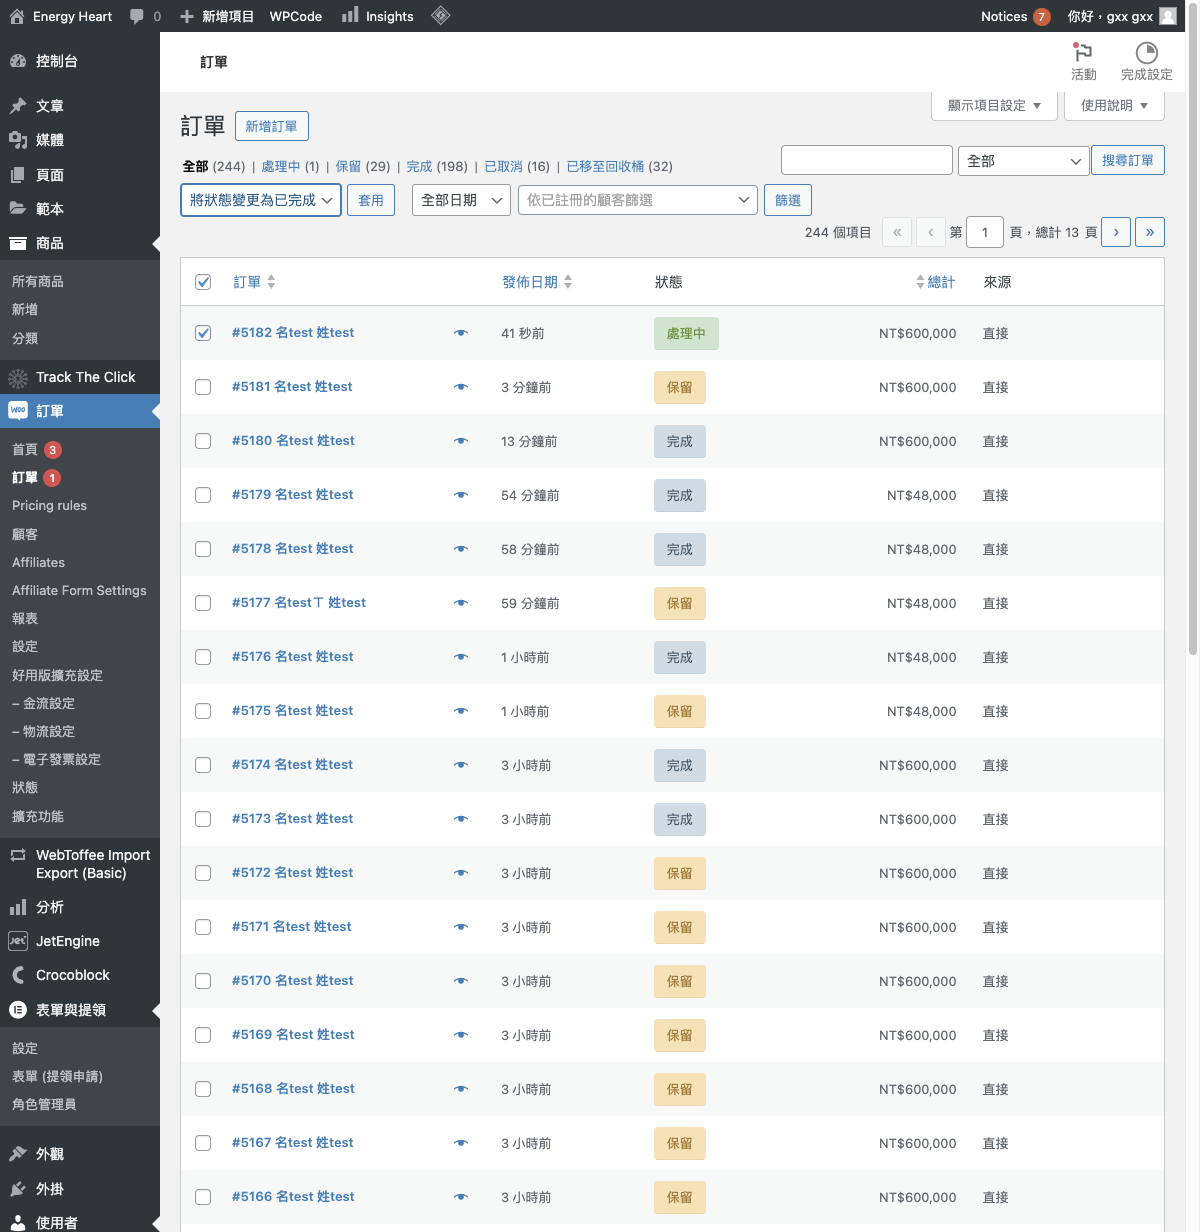 Energy Heart 0 新增項目 WPCode Insights Notices 7 你好，gxx gxx
控制台
文章
媒體
頁面
範本
商品
所有商品
新增
分類
Track The Click
訂單
首頁 3
訂單 1
Pricing rules
顧客
Affiliates
Affiliate Form Settings
報表
設定
好用版擴充設定
– 金流設定
– 物流設定
– 電子發票設定
狀態
擴充功能
WebToffee Import
Export (Basic)
分析
JetEngine
Crocoblock
表單與提領
設定
表單 (提領申請)
角色管理員
外觀
外掛
使用者
訂單
活動 完成設定
顯示項目設定 ▼ 使用說明 ▼
訂單 新增訂單
全部 (244) | 處理中 (1) | 保留 (29) | 完成 (198) | 已取消 (16) | 已移至回收桶 (32)
全部 搜尋訂單
將狀態變更為已完成 套用 全部日期 依已註冊的顧客篩選 篩選
244 個項目 « ‹ 第 1 頁，總計 13 頁 › »
訂單 發佈日期 狀態 總計 來源
#5182 名test 姓test 41 秒前 處理中 NT$600,000 直接
#5181 名test 姓test 3 分鐘前 保留 NT$600,000 直接
#5180 名test 姓test 13 分鐘前 完成 NT$600,000 直接
#5179 名test 姓test 54 分鐘前 完成 NT$48,000 直接
#5178 名test 姓test 58 分鐘前 完成 NT$48,000 直接
#5177 名testㄒ 姓test 59 分鐘前 保留 NT$48,000 直接
#5176 名test 姓test 1 小時前 完成 NT$48,000 直接
#5175 名test 姓test 1 小時前 保留 NT$48,000 直接
#5174 名test 姓test 3 小時前 完成 NT$600,000 直接
#5173 名test 姓test 3 小時前 完成 NT$600,000 直接
#5172 名test 姓test 3 小時前 保留 NT$600,000 直接
#5171 名test 姓test 3 小時前 保留 NT$600,000 直接
#5170 名test 姓test 3 小時前 保留 NT$600,000 直接
#5169 名test 姓test 3 小時前 保留 NT$600,000 直接
#5168 名test 姓test 3 小時前 保留 NT$600,000 直接
#5167 名test 姓test 3 小時前 保留 NT$600,000 直接
#5166 名test 姓test 3 小時前 保留 NT$600,000 直接